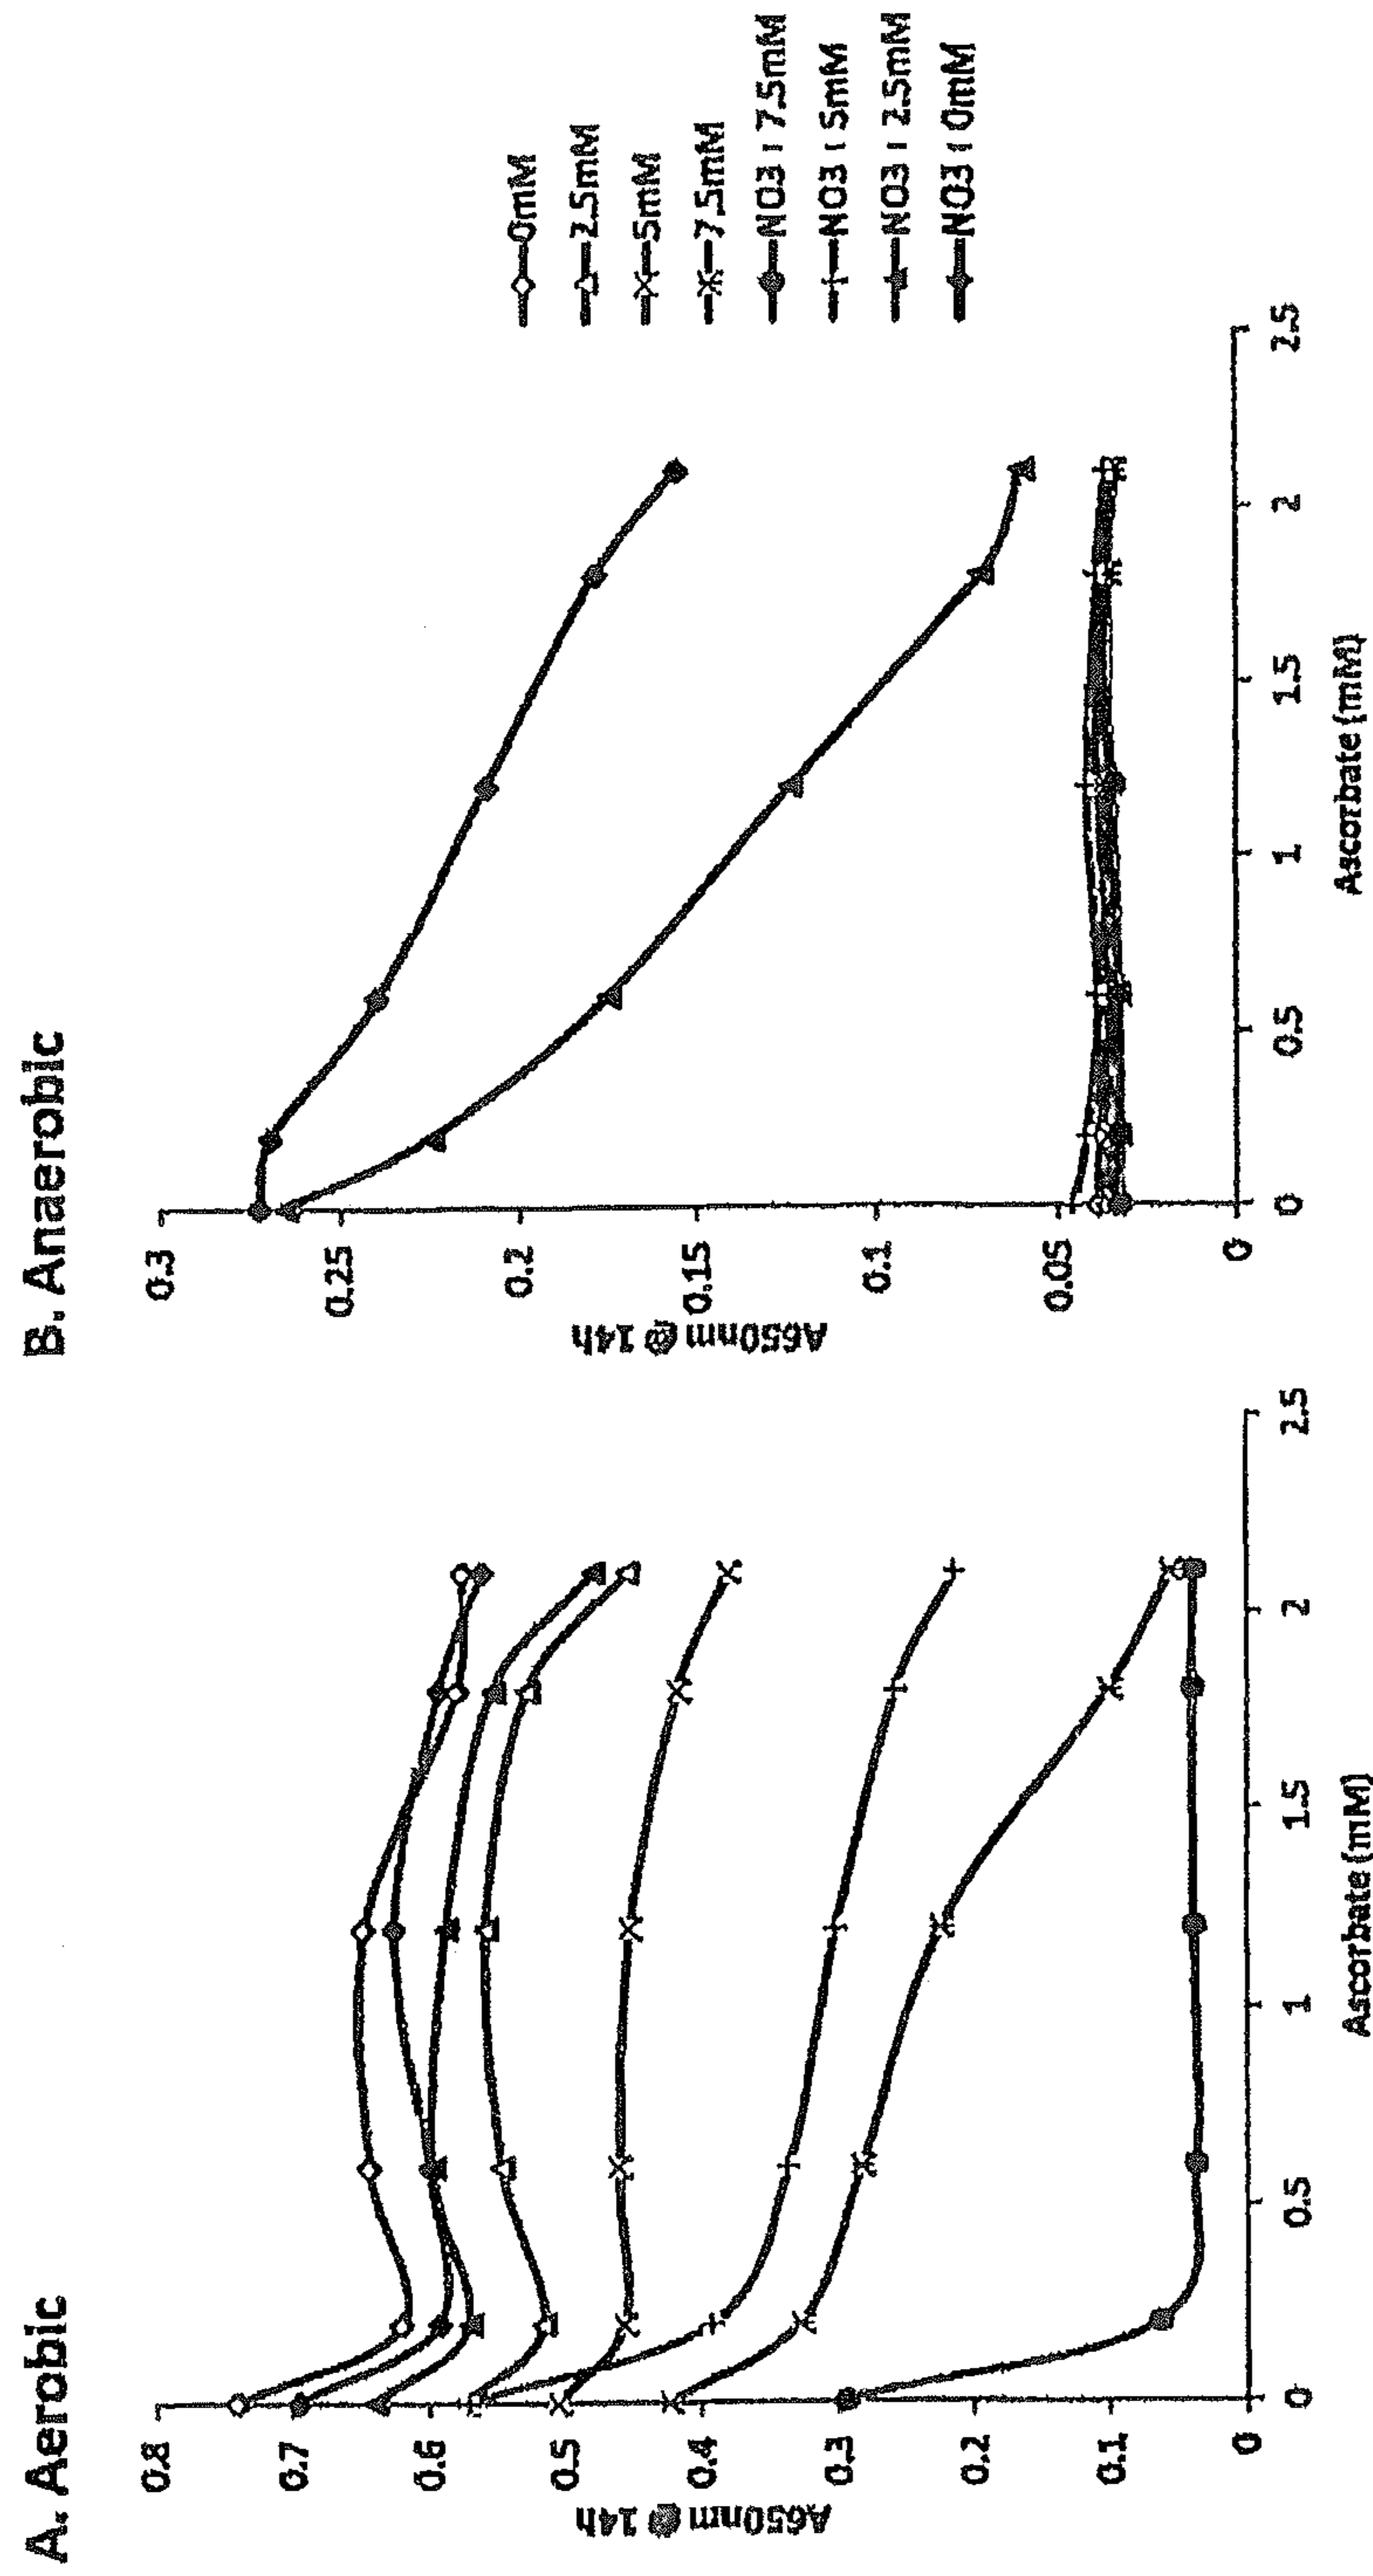 A. Aerobic
A650nm @ 14h
0.8
0.7
0.6
0.5
0.4
0.3
0.2
0.1
0
0 0.5 1 1.5 2 2.5
Ascorbate (mM)
B. Anaerobic
A650nm @ 14h
0.3
0.25
0.2
0.15
0.1
0.05
0
0 0.5 1 1.5 2 2.5
Ascorbate (mM)
0mM
2.5mM
5mM
7.5mM
NO3 : 7.5mM
NO3 : 5mM
NO3 : 2.5mM
NO3 : 0mM